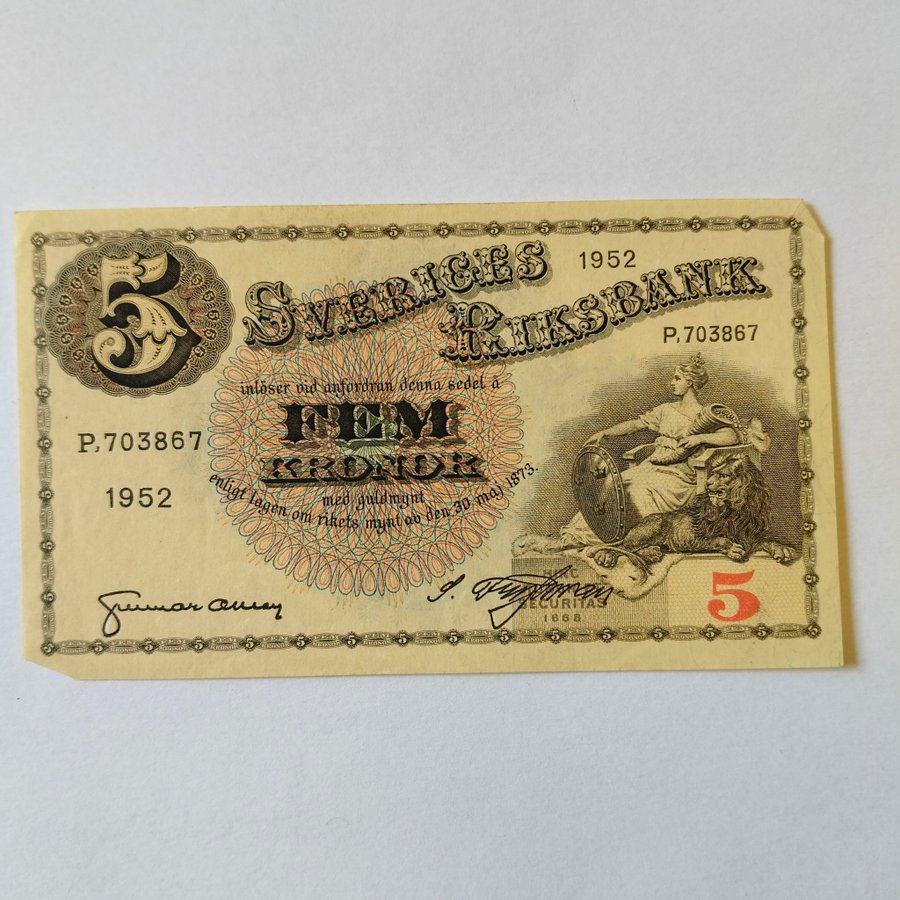 5
SVERIGES
RIKSBANK
1952
P,703867
inlöser vid anfordran denna sedel å
FEM
KRONOR
med guldmynt
enligt lagen om rikets mynt av den 30 maj 1873.
P,703867
1952
SECURITAS
1668
5